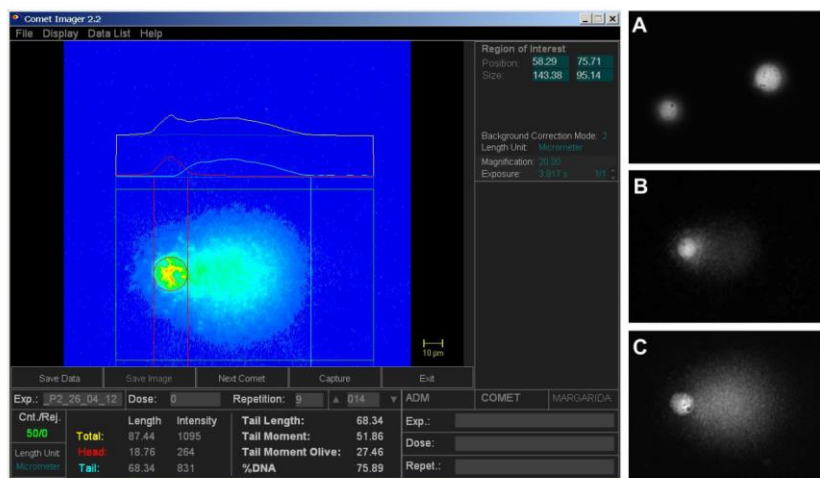 Comet Imager 2.2
File Display Data List Help
Region of Interest
Position: 58.29 75.71
Size: 143.38 95.14
Background Correction Mode: 2
Length Unit: Micrometer
Magnification: 20.00
Exposure: 3.917 s 1/1
10 µm
Save Data Save Image Next Comet Capture Exit
Exp.: _P2_26_04_12 Dose: 0 Repetition: 9 014 ADM COMET MARGARIDA
Cnt./Rej.
50/0
Length Unit:
Micrometer
Length Intensity
Total: 87.44 1095
Head: 18.76 264
Tail: 68.34 831
Tail Length: 68.34
Tail Moment: 51.86
Tail Moment Olive: 27.46
%DNA 75.89
Exp.:
Dose:
Repet.:
A
B
C